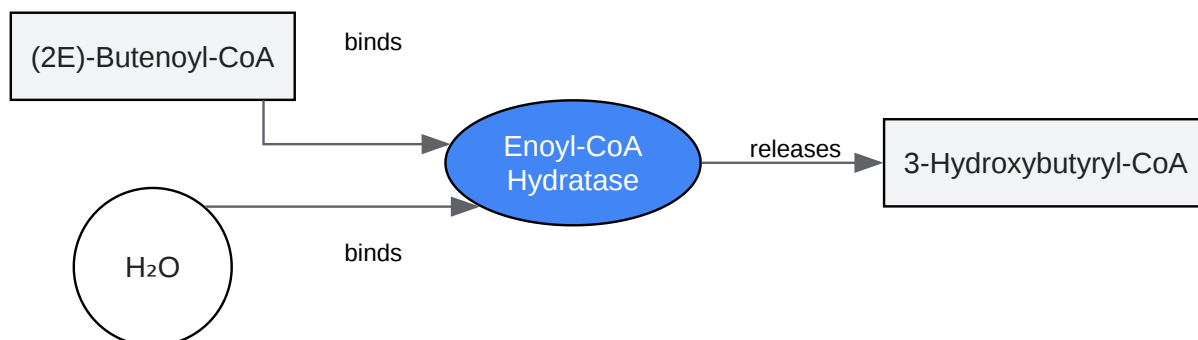 (2E)-Butenoyl-CoA
binds
Enoyl-CoA
Hydratase
releases
3-Hydroxybutyryl-CoA
H₂O
binds